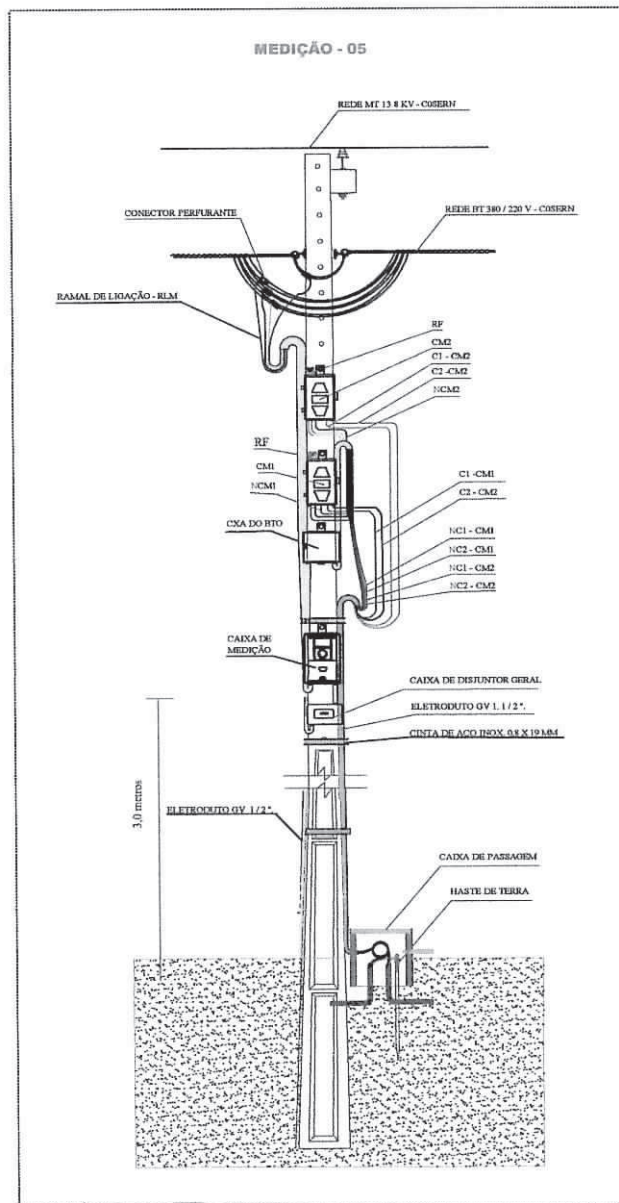 MEDIÇÃO - 05
REDE MT 13 8 KV - C0SERN
CONECTOR PERFURANTE
REDE BT 380 / 220 V - C0SERN
RAMAL DE LIGAÇÃO - RLM
RF
CM2
C1 - CM2
C2 -CM2
NCM2
RF
CM1
NCM1
C1 -CM1
C2 - CM2
CXA DO BTO
NC1 - CM1
NC2 - CM1
NC1 - CM2
NC2 - CM2
CAIXA DE
MEDIÇÃO
CAIXA DE DISJUNTOR GERAL
ELETRODUTO GV 1. 1 / 2 ".
CINTA DE AÇO INOX. 0,8 X 19 MM
3,0 metros
ELETRODUTO GV. 1 / 2 ".
CAIXA DE PASSAGEM
HASTE DE TERRA